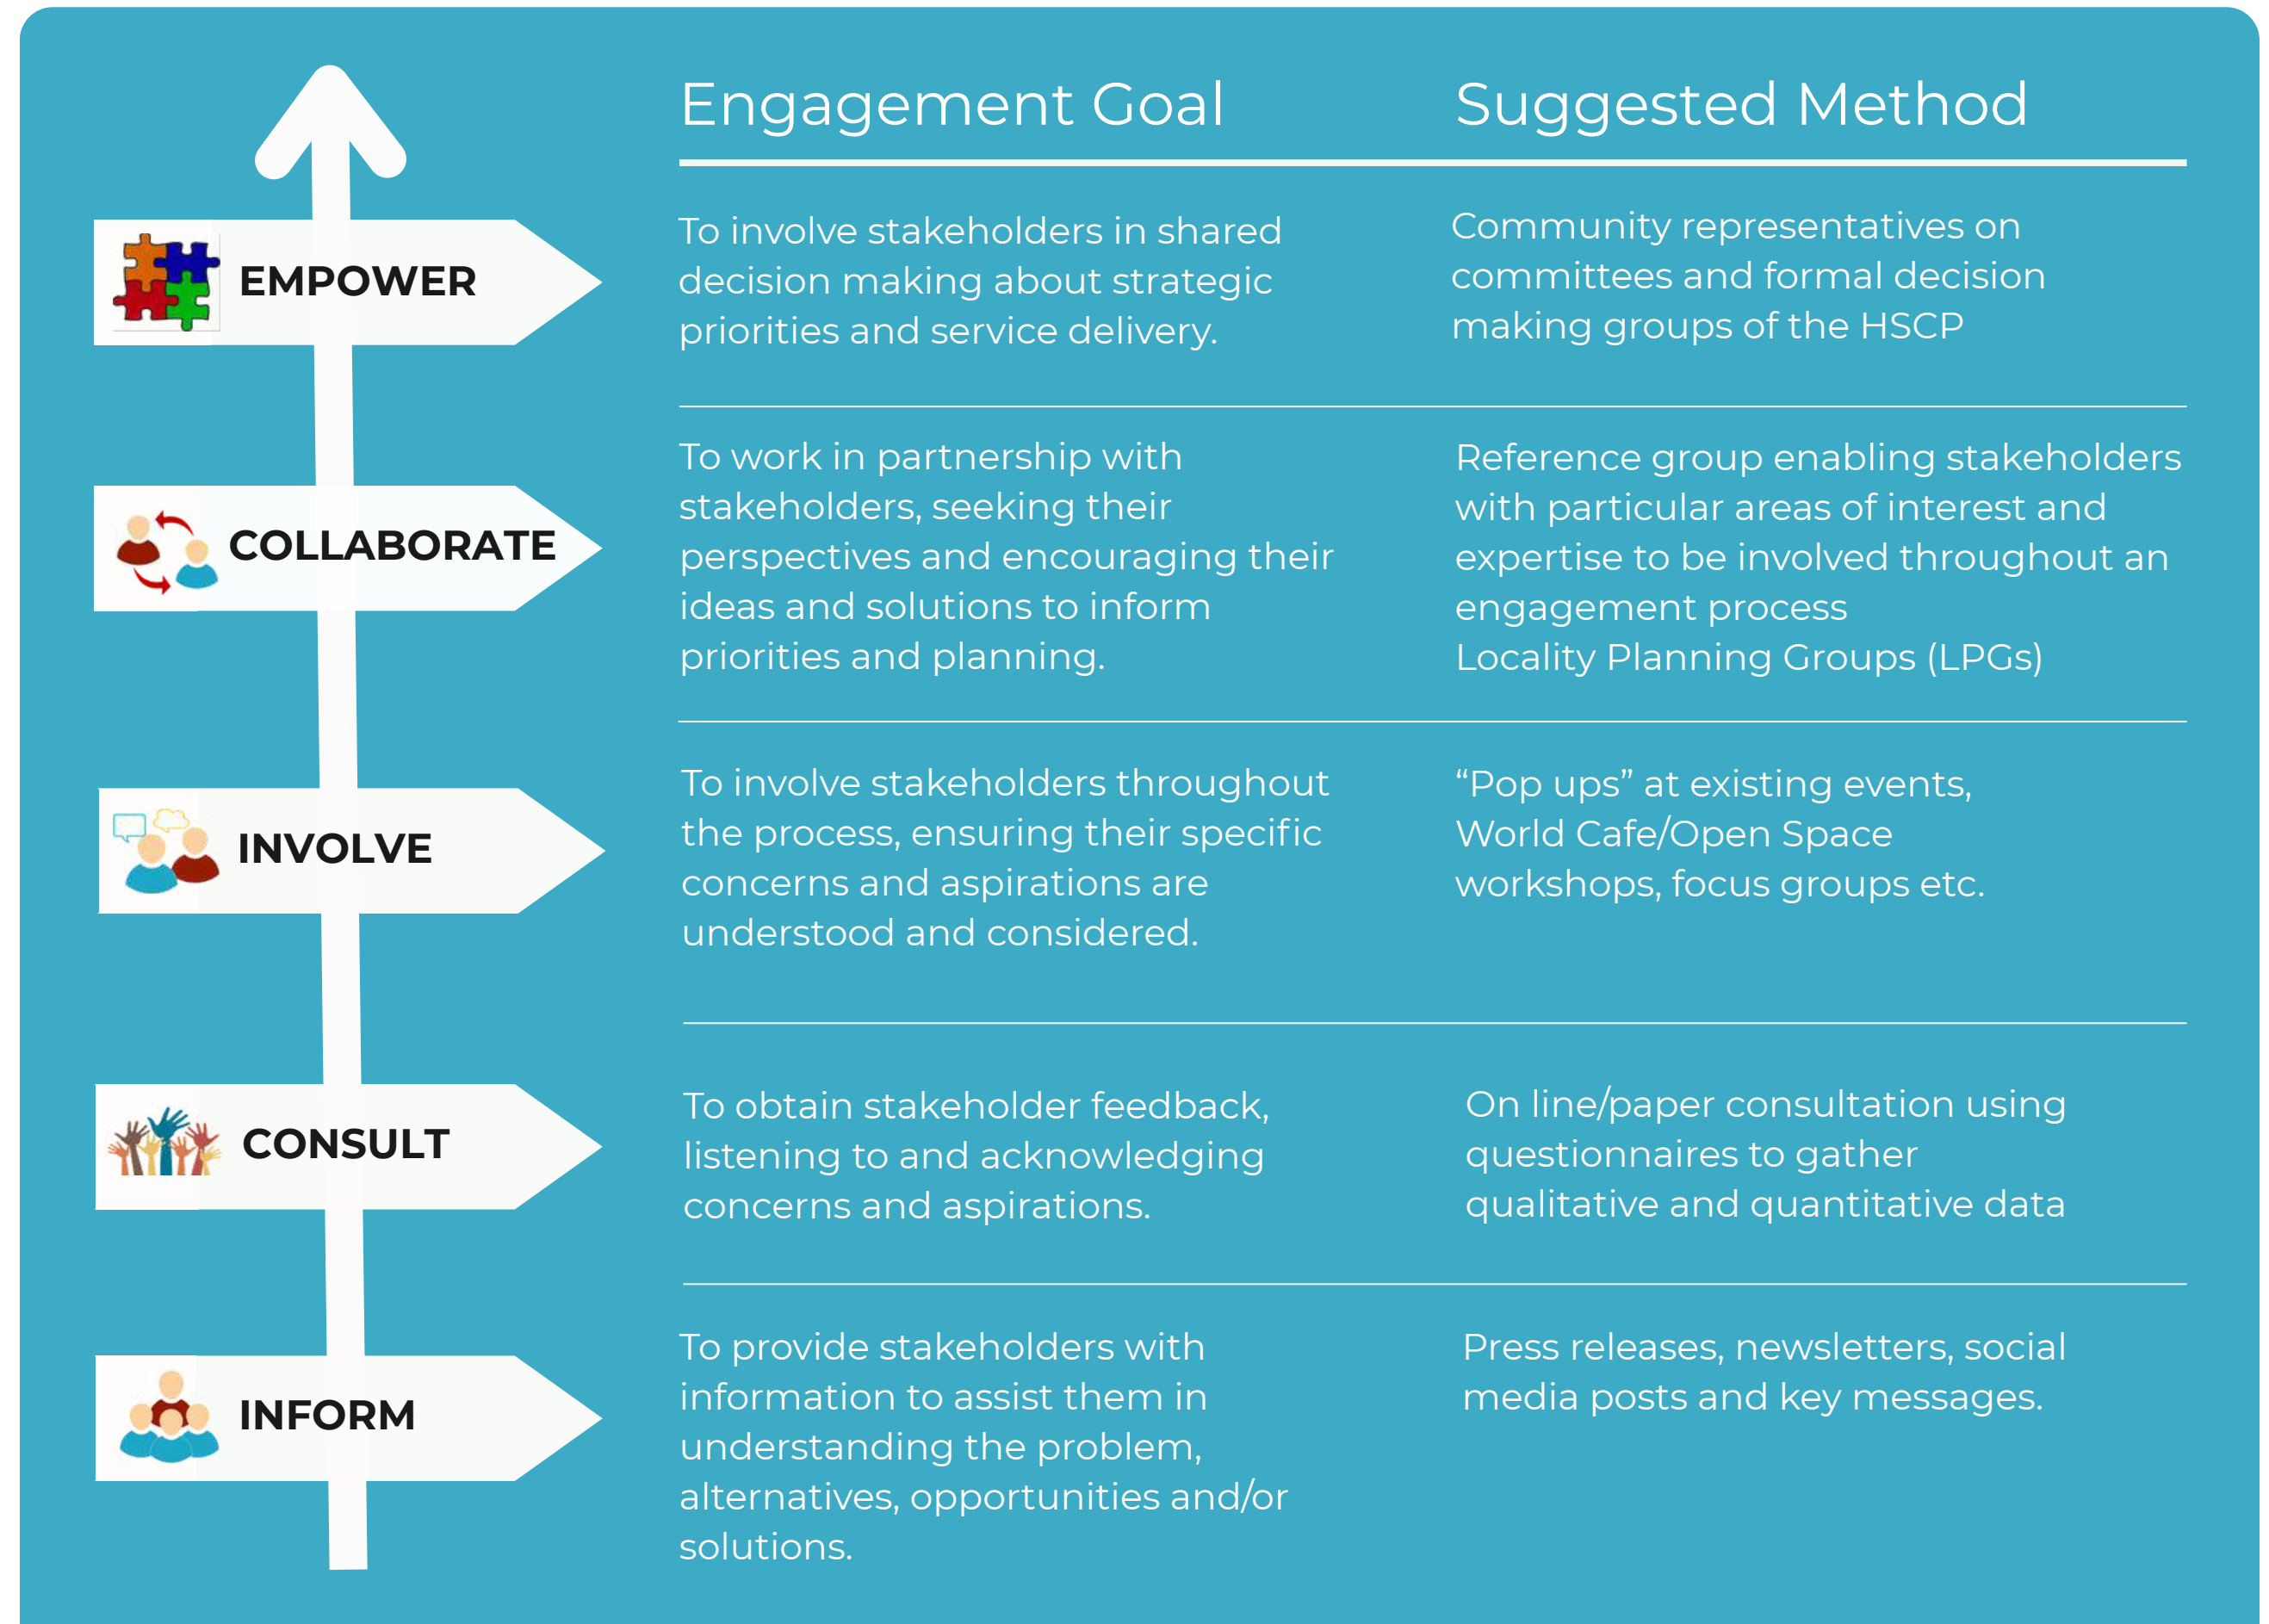 Engagement Goal
Suggested Method
EMPOWER
To involve stakeholders in shared
decision making about strategic
priorities and service delivery.
Community representatives on
committees and formal decision
making groups of the HSCP
COLLABORATE
To work in partnership with
stakeholders, seeking their
perspectives and encouraging their
ideas and solutions to inform
priorities and planning.
Reference group enabling stakeholders
with particular areas of interest and
expertise to be involved throughout an
engagement process
Locality Planning Groups (LPGs)
INVOLVE
To involve stakeholders throughout
the process, ensuring their specific
concerns and aspirations are
understood and considered.
“Pop ups” at existing events,
World Cafe/Open Space
workshops, focus groups etc.
CONSULT
To obtain stakeholder feedback,
listening to and acknowledging
concerns and aspirations.
On line/paper consultation using
questionnaires to gather
qualitative and quantitative data
INFORM
To provide stakeholders with
information to assist them in
understanding the problem,
alternatives, opportunities and/or
solutions.
Press releases, newsletters, social
media posts and key messages.